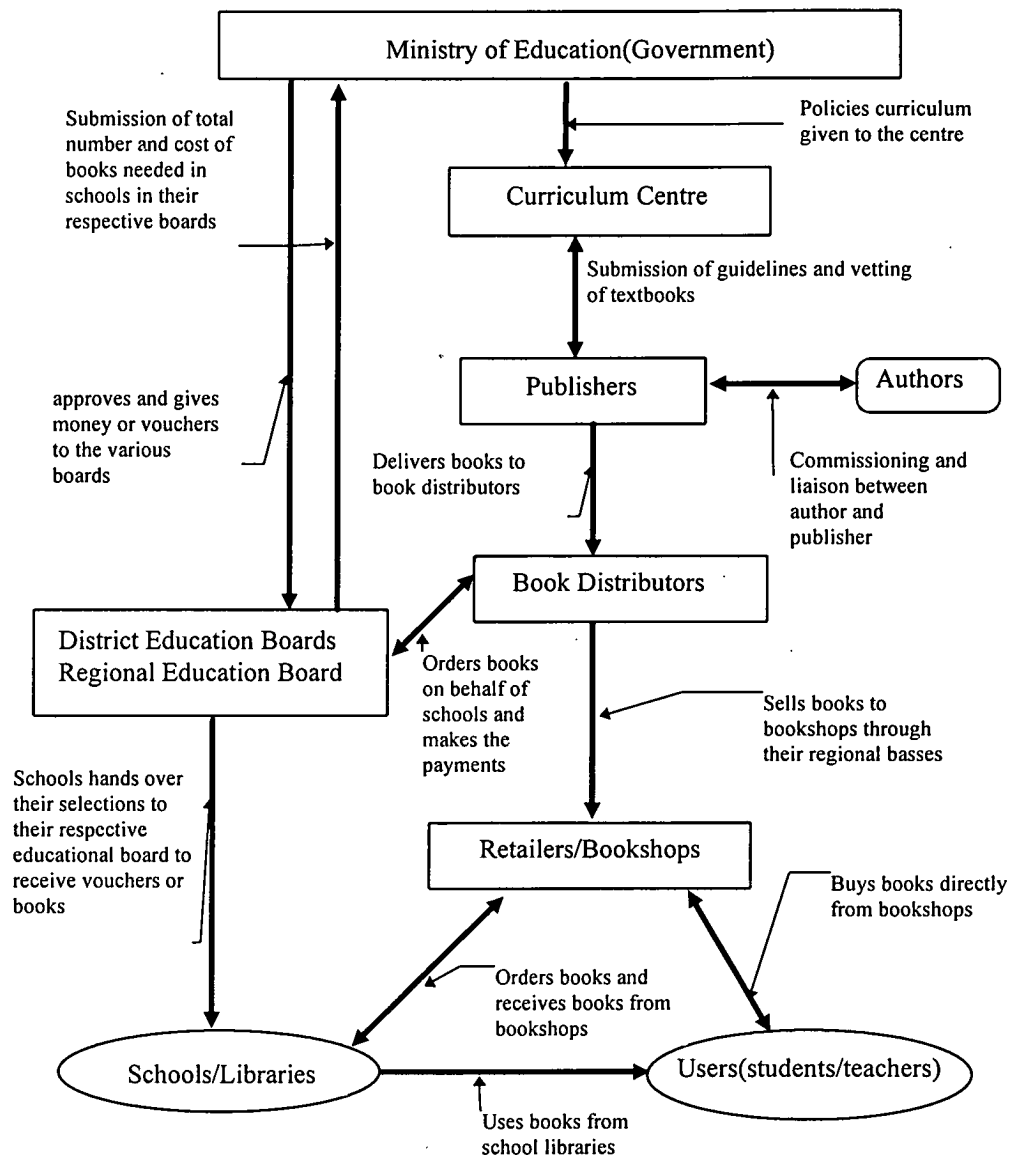 Ministry of Education(Government)
Submission of total
number and cost of
books needed in
schools in their
respective boards
Policies curriculum
given to the centre
Curriculum Centre
Submission of guidelines and vetting
of textbooks
Publishers
Authors
approves and gives
money or vouchers
to the various
boards
Delivers books to
book distributors
Commissioning and
liaison between
author and
publisher
Book Distributors
District Education Boards
Regional Education Board
Orders books
on behalf of
schools and
makes the
payments
Sells books to
bookshops through
their regional basses
Schools hands over
their selections to
their respective
educational board to
receive vouchers or
books
Retailers/Bookshops
Buys books directly
from bookshops
Orders books and
receives books from
bookshops
Schools/Libraries
Users(students/teachers)
Uses books from
school libraries